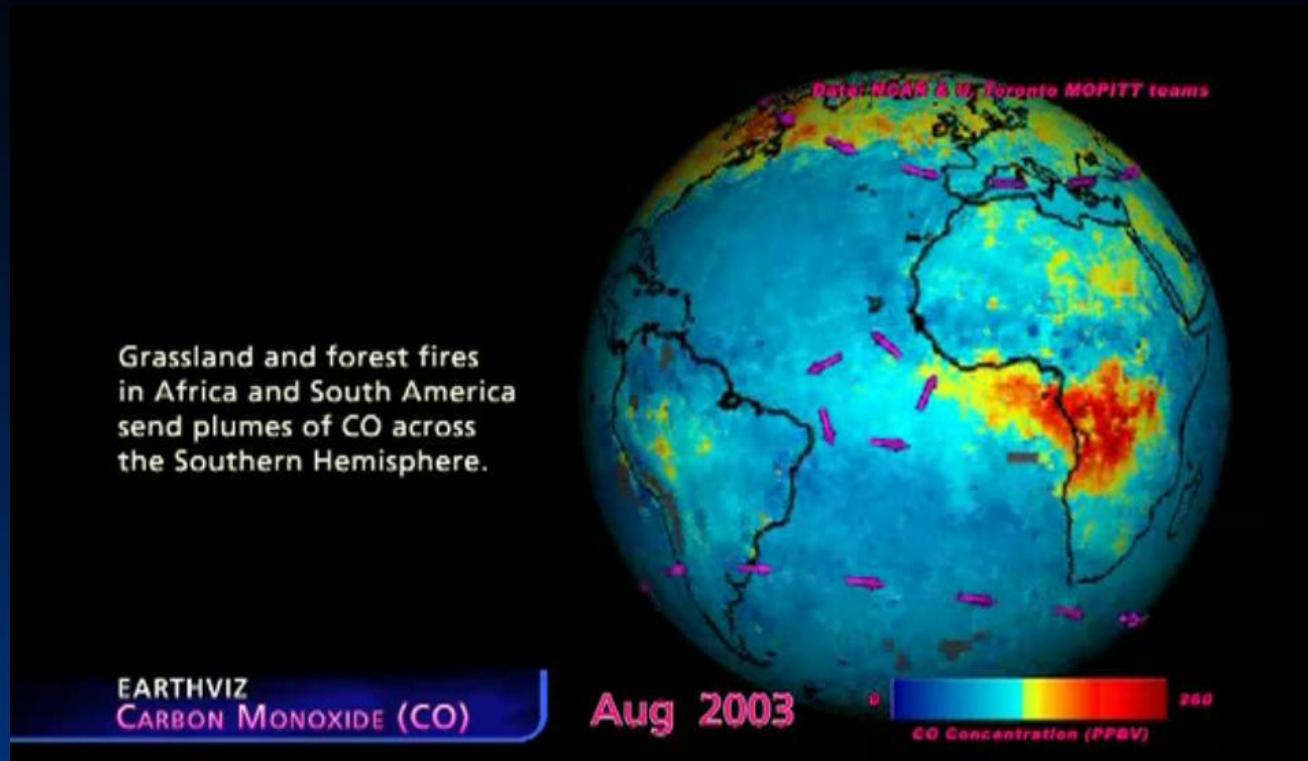 Data: NCAR & U. Toronto MOPITT teams
Grassland and forest fires
in Africa and South America
send plumes of CO across
the Southern Hemisphere.
EARTHVIZ
CARBON MONOXIDE (CO)
Aug 2003
0 260
CO Concentration (PPBV)